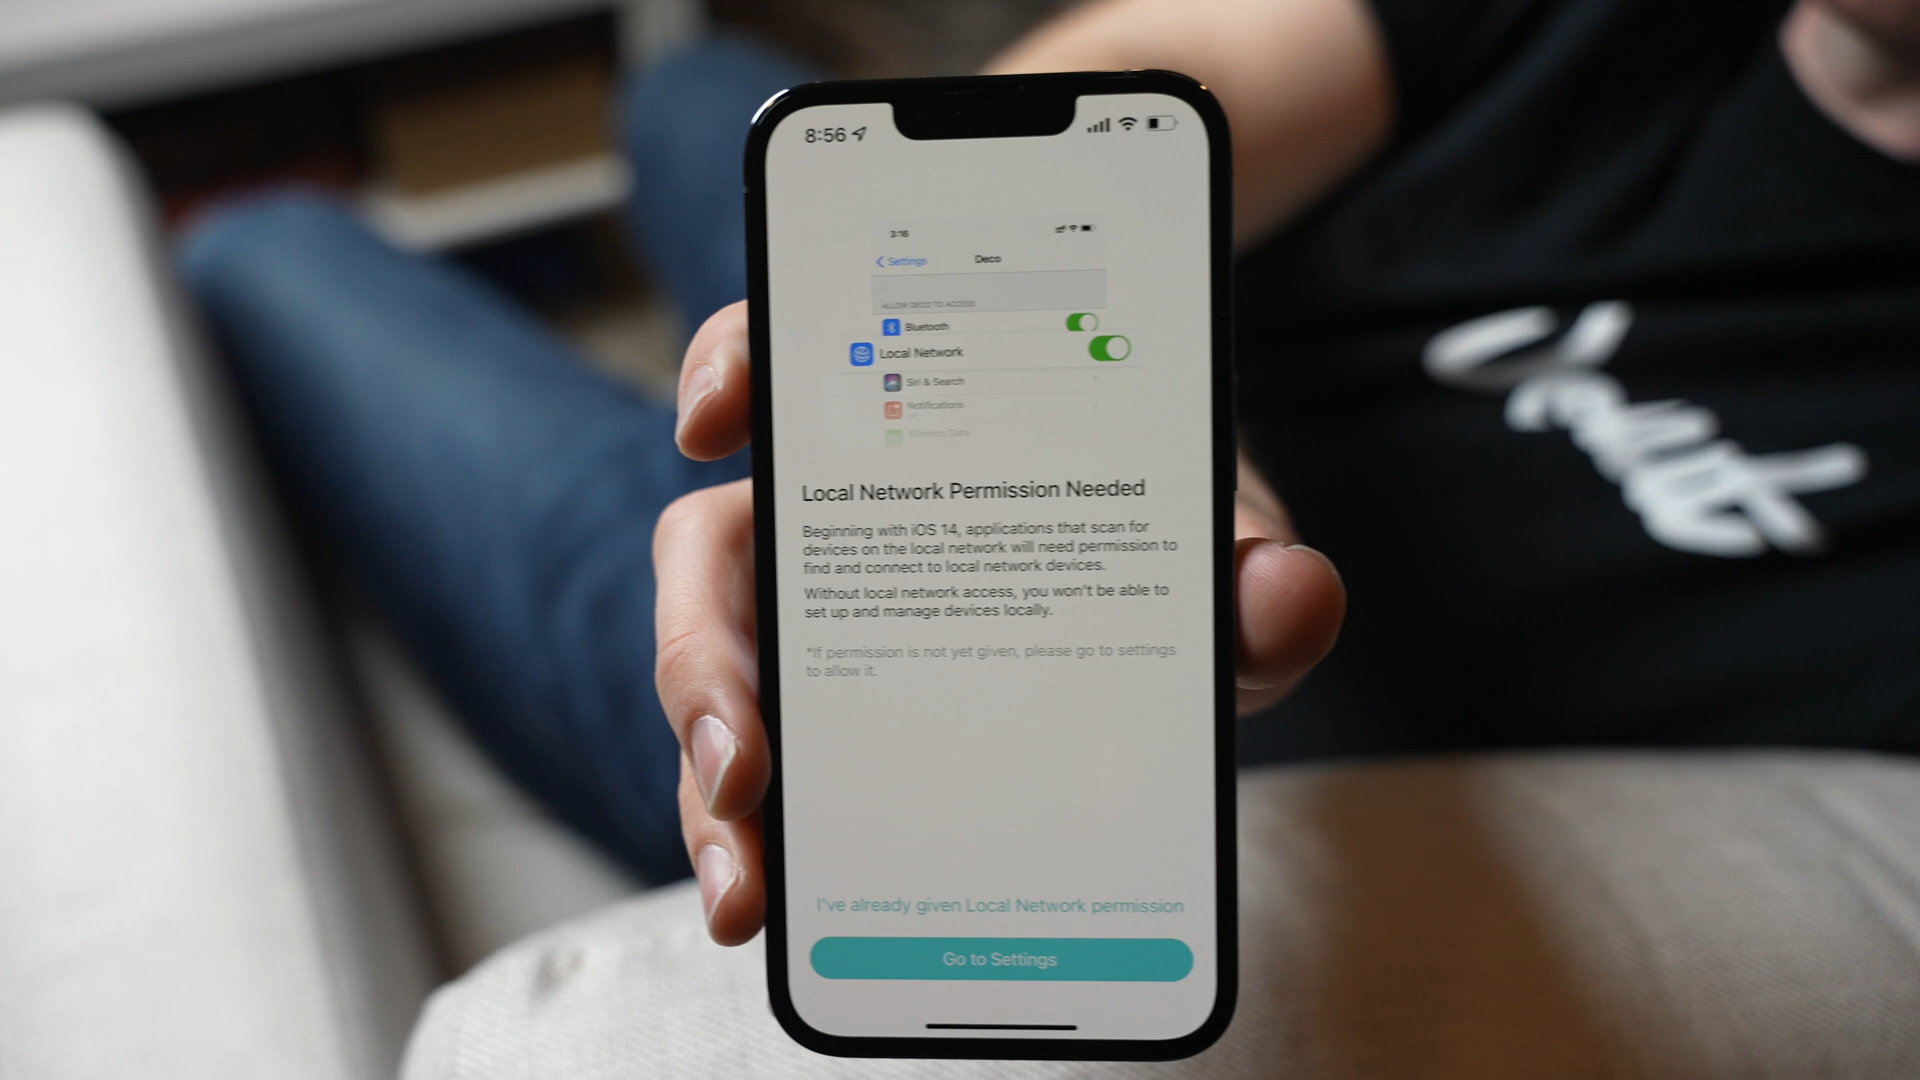 8:56
3:16
Settings
Deco
ALLOW DECO TO ACCESS
Bluetooth
Local Network
Siri & Search
Notifications
Wireless Data
Local Network Permission Needed
Beginning with iOS 14, applications that scan for
devices on the local network will need permission to
find and connect to local network devices.
Without local network access, you won't be able to
set up and manage devices locally.
*If permission is not yet given, please go to settings
to allow it.
I've already given Local Network permission
Go to Settings